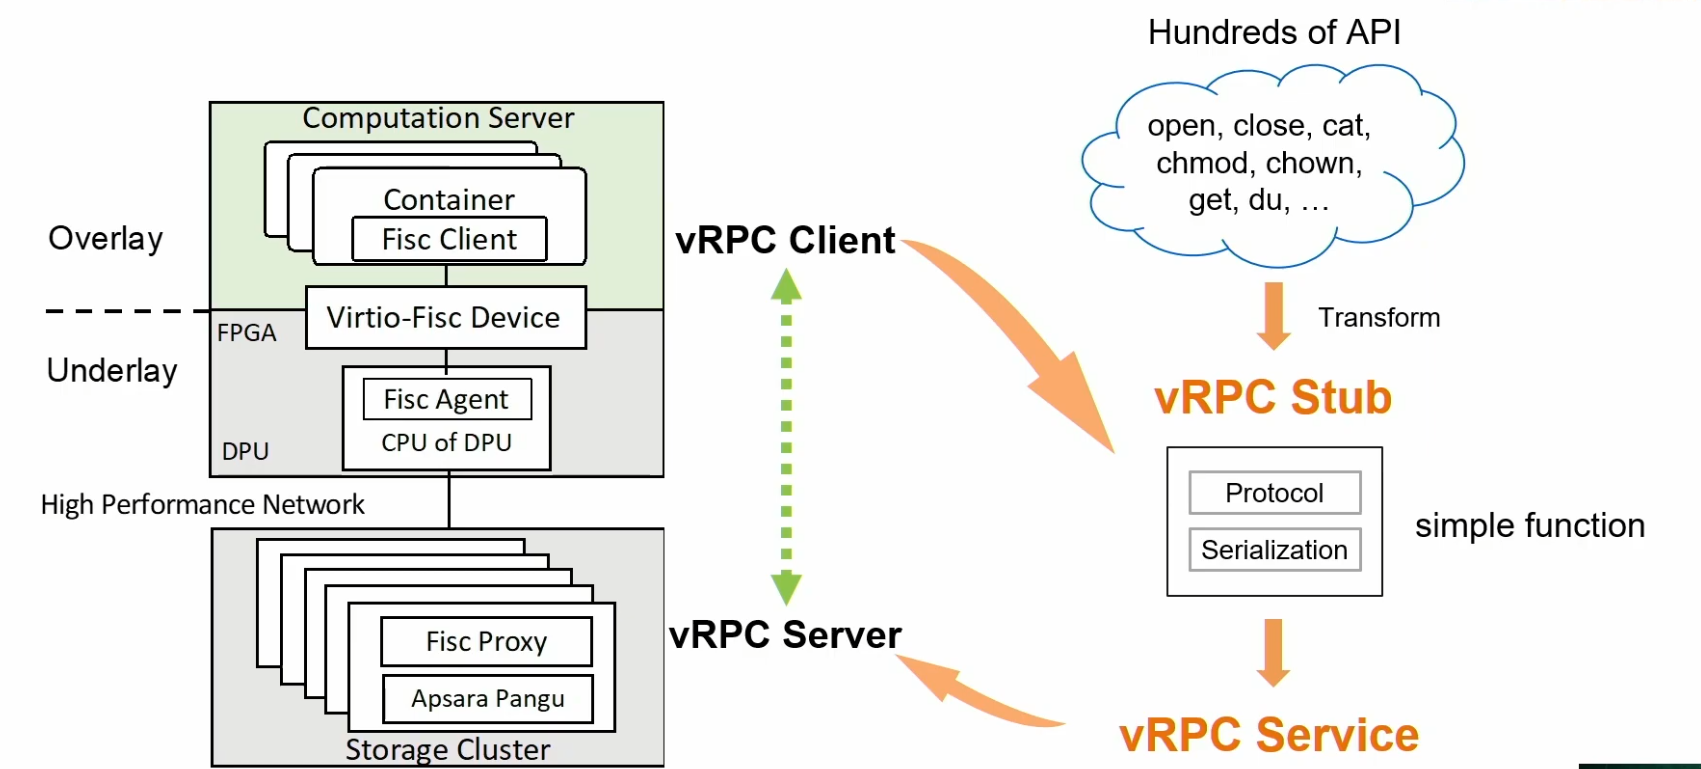 Hundreds of API
open, close, cat,
chmod, chown,
get, du, …
Transform
vRPC Stub
Protocol
Serialization
simple function
vRPC Service
Computation Server
Container
Fisc Client
Overlay
vRPC Client
Virtio-Fisc Device
FPGA
Underlay
Fisc Agent
CPU of DPU
DPU
High Performance Network
vRPC Server
Fisc Proxy
Apsara Pangu
Storage Cluster